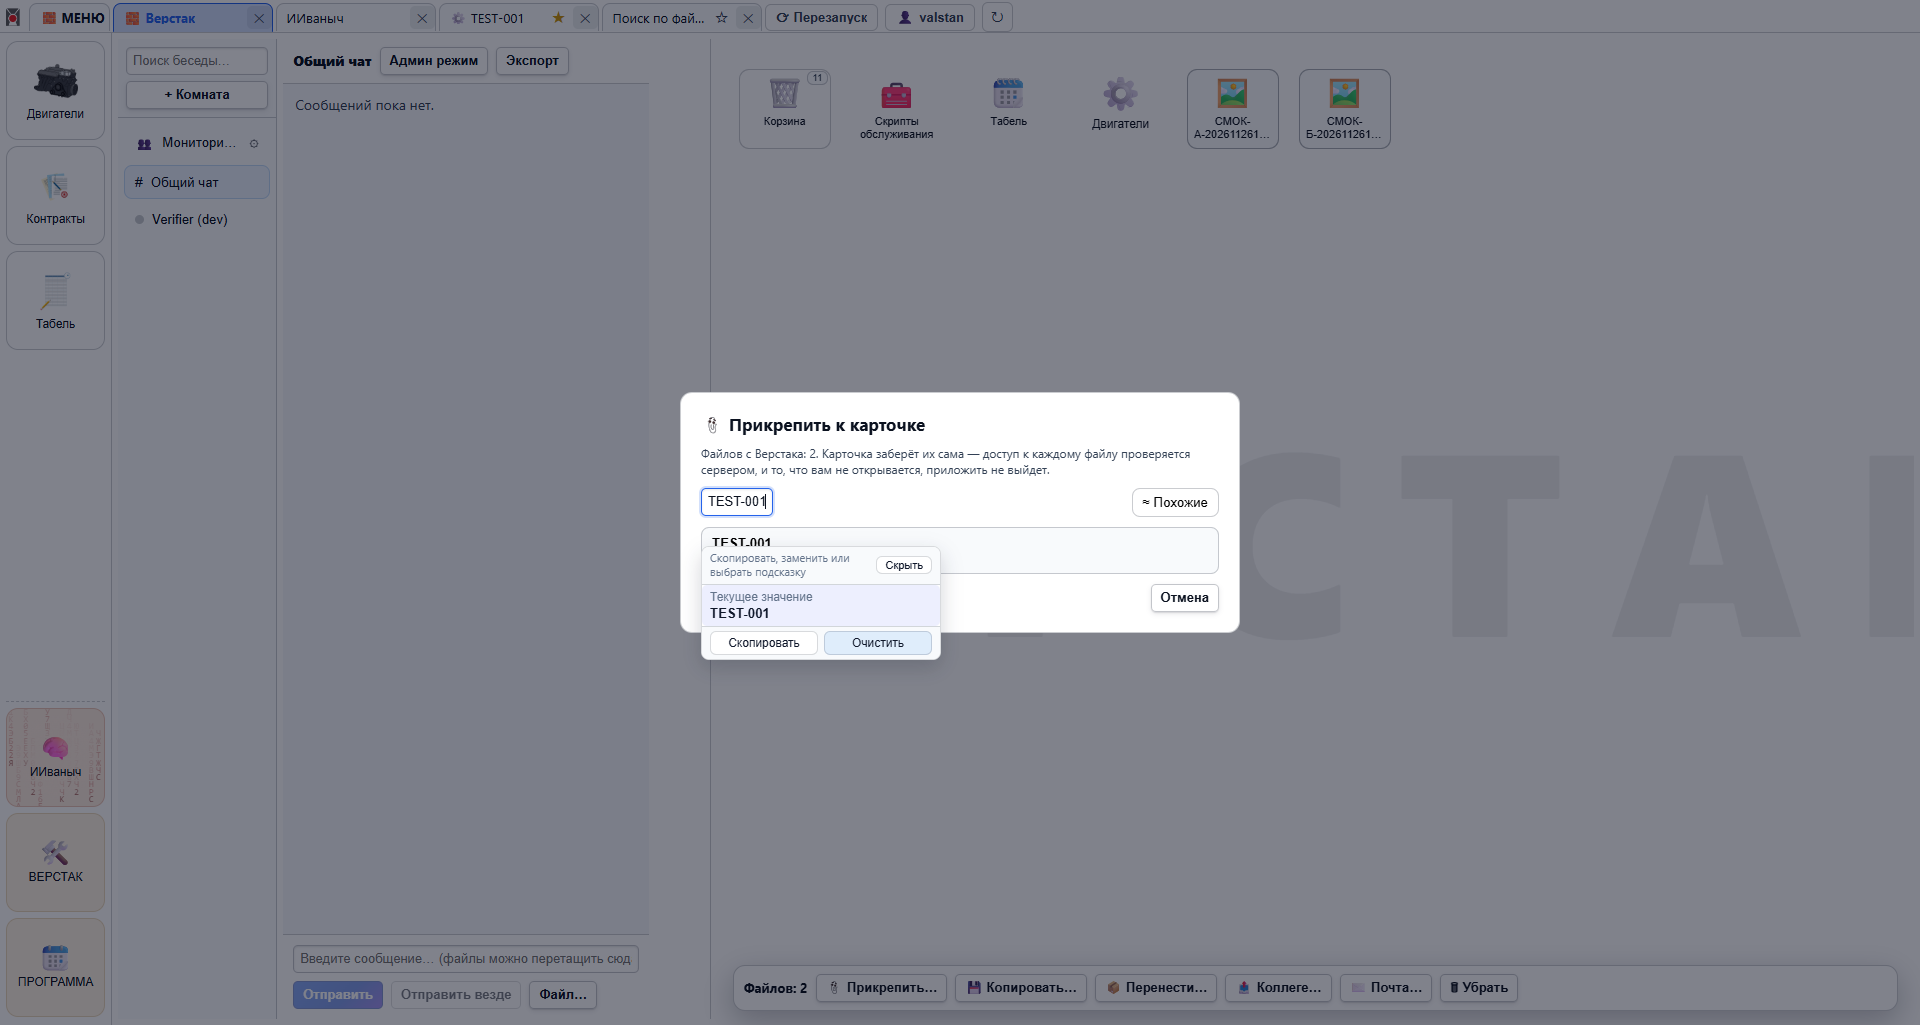 МЕНЮ
Верстак
ИИваныч
TEST-001
Поиск по фай...
Перезапуск
valstan
Двигатели
Контракты
Табель
ИИваныч
ВЕРСТАК
ПРОГРАММА
Поиск беседы...
+ Комната
Монитори...
# Общий чат
Verifier (dev)
Общий чат
Админ режим
Экспорт
Сообщений пока нет.
Введите сообщение... (файлы можно перетащить сюд
Отправить
Отправить везде
Файл...
11
Корзина
Скрипты
обслуживания
Табель
Двигатели
СМОК-
А-202611261...
СМОК-
Б-202611261...
Прикрепить к карточке
Файлов с Верстака: 2. Карточка заберёт их сама — доступ к каждому файлу проверяется
сервером, и то, что вам не открывается, приложить не выйдет.
TEST-001
≈ Похожие
TEST-001
Скопировать, заменить или
выбрать подсказку
Скрыть
Текущее значение
TEST-001
Скопировать
Очистить
Отмена
СТА
Файлов: 2
Прикрепить...
Копировать...
Перенести...
Коллеге...
Почта...
Убрать